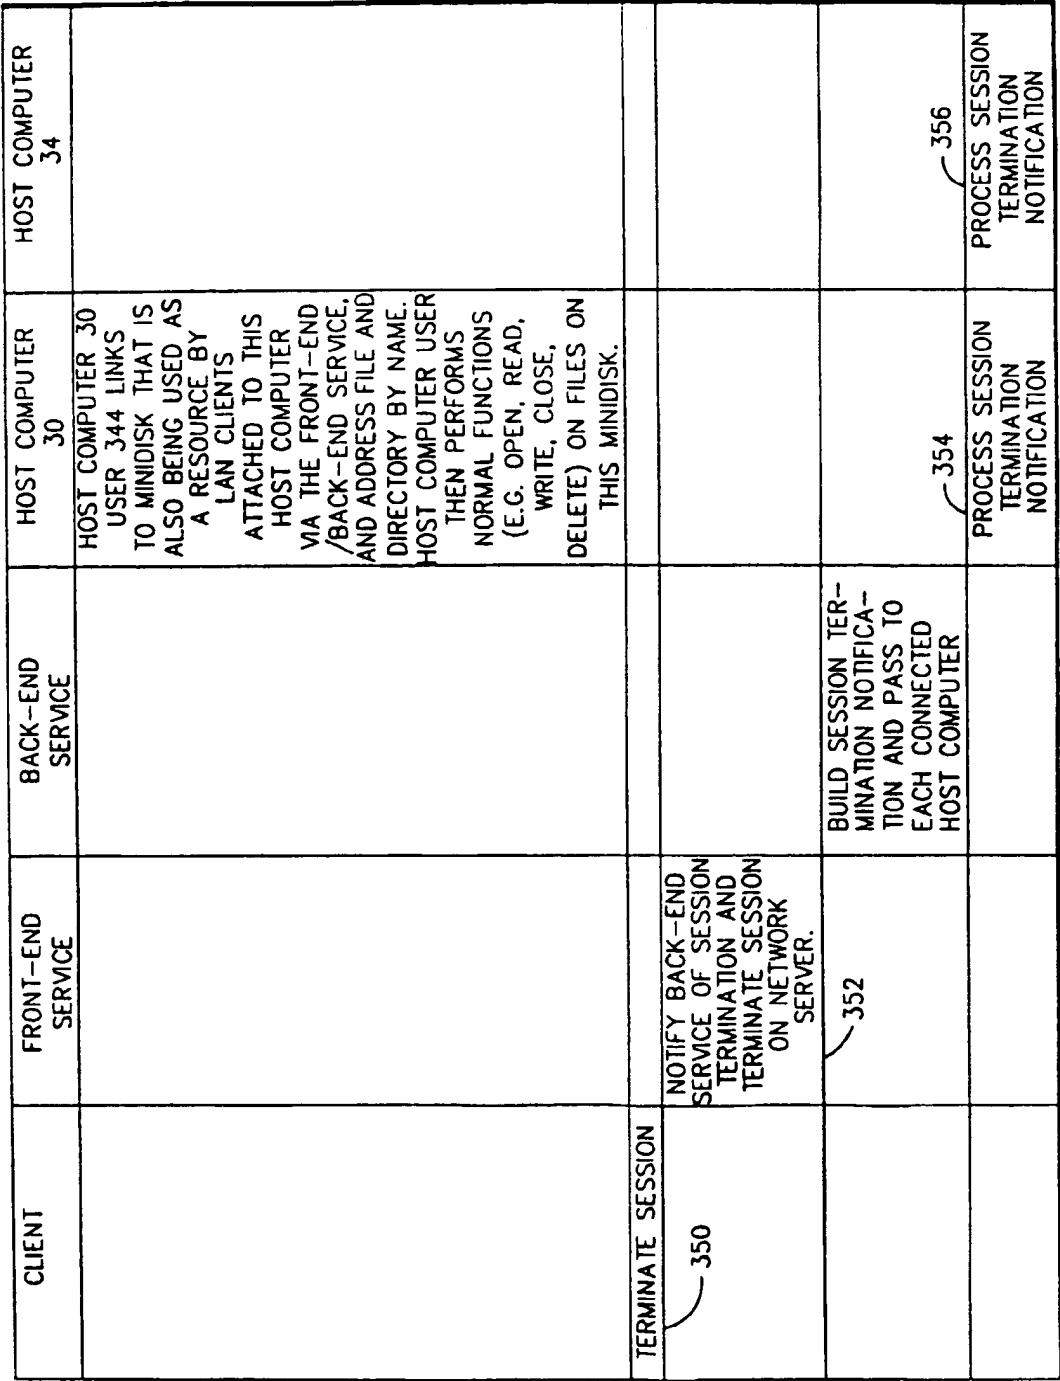 CLIENT
FRONT-END
SERVICE
BACK-END
SERVICE
HOST COMPUTER
30
HOST COMPUTER
34
HOST COMPUTER 30
USER 344 LINKS
TO MINIDISK THAT IS
ALSO BEING USED AS
A RESOURCE BY
LAN CLIENTS
ATTACHED TO THIS
HOST COMPUTER
VIA THE FRONT-END
/BACK-END SERVICE,
AND ADDRESS FILE AND
DIRECTORY BY NAME.
HOST COMPUTER USER
THEN PERFORMS
NORMAL FUNCTIONS
(E.G. OPEN, READ,
WRITE, CLOSE,
DELETE) ON FILES ON
THIS MINIDISK.
TERMINATE SESSION
350
NOTIFY BACK-END
SERVICE OF SESSION
TERMINATION AND
TERMINATE SESSION
ON NETWORK
SERVER.
352
BUILD SESSION TER-
MINATION NOTIFICA-
TION AND PASS TO
EACH CONNECTED
HOST COMPUTER
354
356
PROCESS SESSION
TERMINATION
NOTIFICATION
PROCESS SESSION
TERMINATION
NOTIFICATION